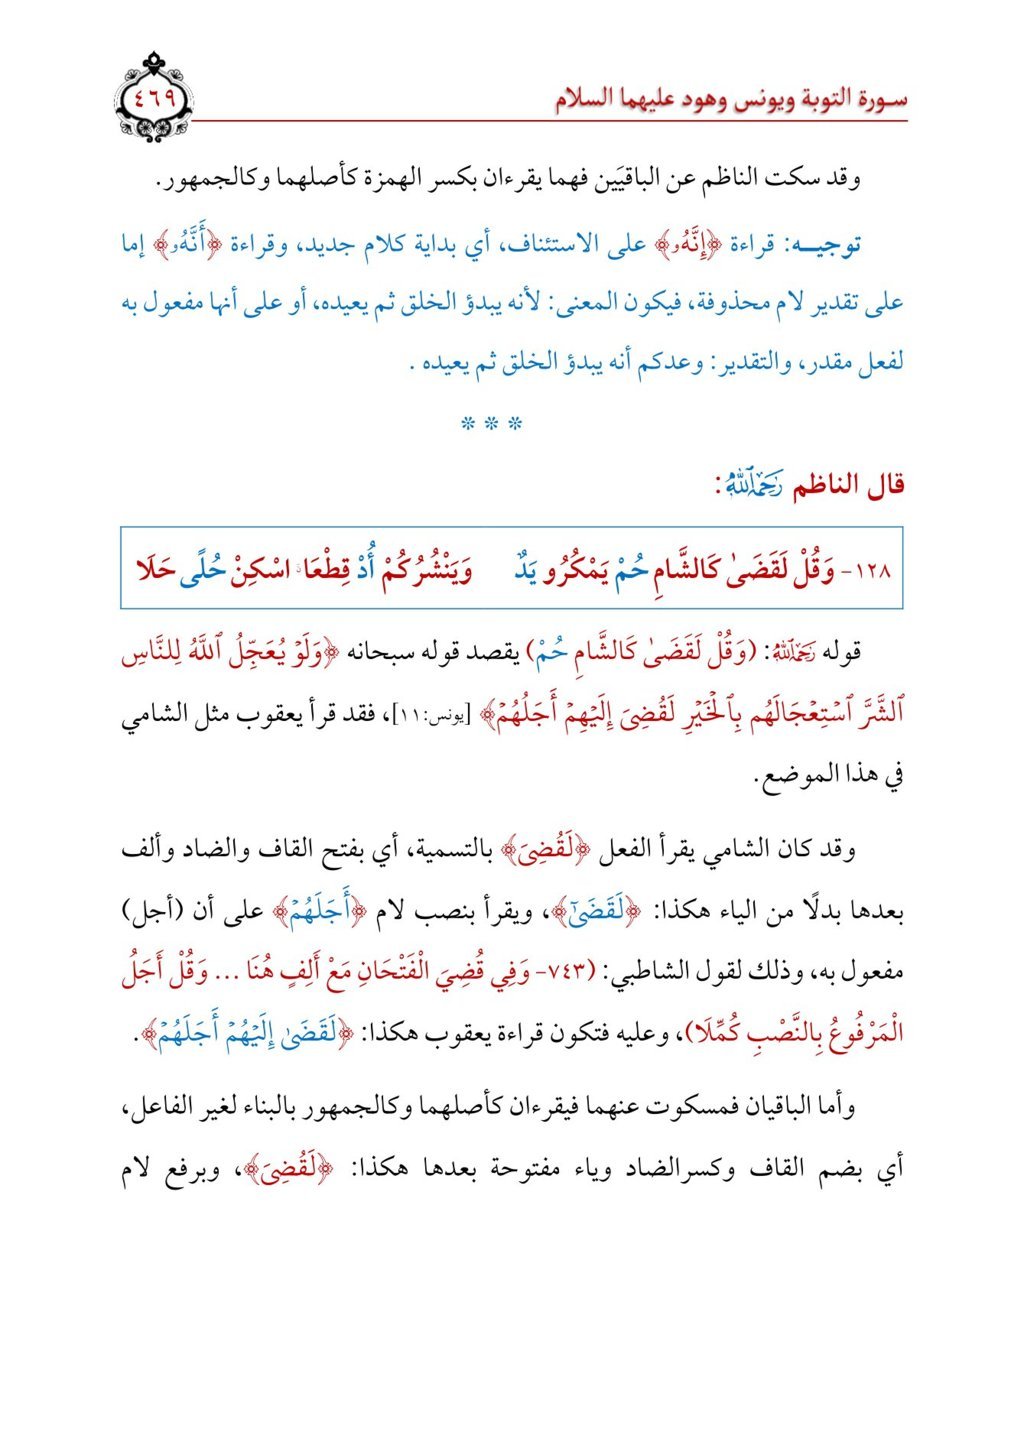 سورة التوبة ويونس وهود عليهما السلام
٤٦٩
وقد سكت الناظم عن الباقيَين فهما يقرءان بكسر الهمزة كأصلهما وكالجمهور.
توجيـــه: قراءة ﴿إِنَّهُۥ﴾ على الاستئناف، أي بداية كلام جديد، وقراءة ﴿أَنَّهُۥ﴾ إما
على تقدير لام محذوفة، فيكون المعنى: لأنه يبدؤ الخلق ثم يعيده، أو على أنها مفعول به
لفعل مقدر، والتقدير: وعدكم أنه يبدؤ الخلق ثم يعيده .
* * *
قال الناظم رَحِمَهُ ٱللَّهُ:
١٢٨- وَقُلْ لَقَضَىٰ كَالشَّامِ حُمْ يَمْكُرُو يَدٌ وَيَنْشُرُكُمْ أُدْ قِطْعَا ۟ اسْكِنْ حُلًى حَلَا
قوله رَحِمَهُ ٱللَّهُ: (وَقُلْ لَقَضَىٰ كَالشَّامِ حُمْ) يقصد قوله سبحانه ﴿وَلَوۡ يُعَجِّلُ ٱللَّهُ لِلنَّاسِ
ٱلشَّرَّ ٱسۡتِعۡجَالَهُم بِٱلۡخَيۡرِ لَقُضِيَ إِلَيۡهِمۡ أَجَلُهُمۡ﴾ [يونس:١١]، فقد قرأ يعقوب مثل الشامي
في هذا الموضع.
وقد كان الشامي يقرأ الفعل ﴿لَقُضِيَ﴾ بالتسمية، أي بفتح القاف والضاد وألف
بعدها بدلًا من الياء هكذا: ﴿لَقَضَىٰٓ﴾، ويقرأ بنصب لام ﴿أَجَلَهُمۡ﴾ على أن (أجل)
مفعول به، وذلك لقول الشاطبي: (٧٤٣- وَفِي قُضِيَ الْفَتْحَانِ مَعْ أَلِفٍ هُنَا ... وَقُلْ أَجَلُ
الْمَرْفُوعُ بِالنَّصْبِ كُمِّلَا)، وعليه فتكون قراءة يعقوب هكذا: ﴿لَقَضَىٰ إِلَيۡهُمۡ أَجَلَهُمۡ﴾.
وأما الباقيان فمسكوت عنهما فيقرءان كأصلهما وكالجمهور بالبناء لغير الفاعل،
أي بضم القاف وكسرالضاد وياء مفتوحة بعدها هكذا: ﴿لَقُضِيَ﴾، وبرفع لام